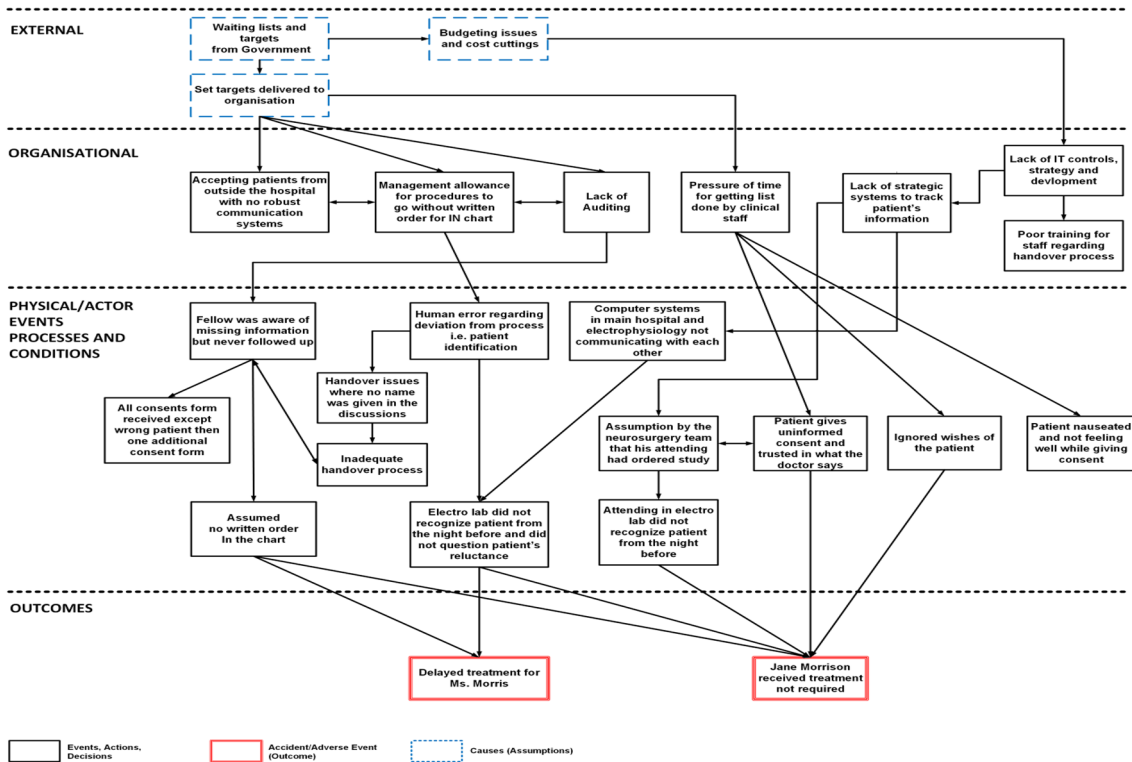 EXTERNAL
Waiting lists and
targets
from Government
Budgeting issues
and cost cuttings
Set targets delivered to
organisation
ORGANISATIONAL
Accepting patients from
outside the hospital
with no robust
communication
systems
Management allowance
for procedures to
go without written
order for IN chart
Lack of
Auditing
Pressure of time
for getting list
done by clinical
staff
Lack of strategic
systems to track
patient's
information
Lack of IT controls,
strategy and
devlopment
Poor training for
staff regarding
handover process
PHYSICAL/ACTOR
EVENTS
PROCESSES AND
CONDITIONS
Fellow was aware of
missing information
but never followed up
Human error regarding
deviation from process
i.e. patient
identification
Computer systems
in main hospital and
electrophysiology not
communicating with each
other
Handover issues
where no name
was given in the
discussions
All consents form
received except
wrong patient then
one additional
consent form
Inadequate
handover process
Assumption by the
neurosurgery team
that his attending
had ordered study
Patient gives
uninformed
consent and
trusted in what the
doctor says
Ignored wishes of
the patient
Patient nauseated
and not feeling
well while giving
consent
Assumed
no written order
In the chart
Electro lab did not
recognize patient from
the night before and did
not question patient's
reluctance
Attending in electro
lab did not
recognize patient
from the night
before
OUTCOMES
Delayed treatment for
Ms. Morris
Jane Morrison
received treatment
not required
Events, Actions,
Decisions
Accident/Adverse Event
(Outcome)
Causes (Assumptions)